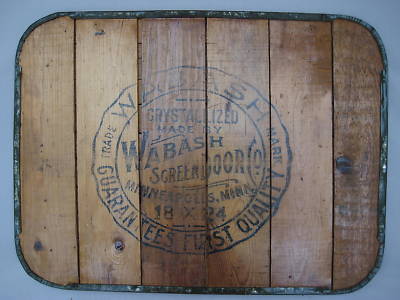 WABASH
TRADE MARK
CRYSTALLIZED
MADE BY
WABASH
SCREEN DOOR CO.
MINNEAPOLIS, MINN.
18 X 24
GUARANTEES FIRST QUALITY